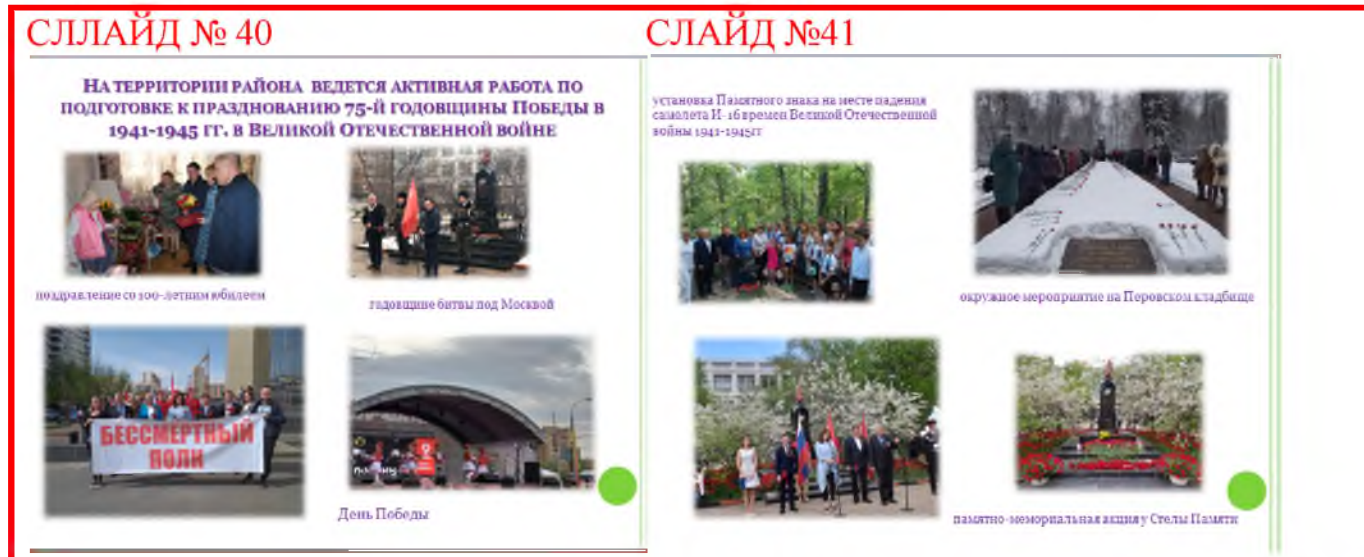 СЛЛАЙД № 40
НА ТЕРРИТОРИИ РАЙОНА ВЕДЕТСЯ АКТИВНАЯ РАБОТА ПО
ПОДГОТОВКЕ К ПРАЗДНОВАНИЮ 75-Й ГОДОВЩИНЫ ПОБЕДЫ В
1941-1945 ГГ. В ВЕЛИКОЙ ОТЕЧЕСТВЕННОЙ ВОЙНЕ
поздравление со 100-летним юбилеем
годовщине битвы под Москвой
БЕССМЕРТНЫЙ
ПОЛК
День Победы
СЛАЙД №41
установка Памятного знака на месте падения
самолета И-16 времен Великой Отечественной
войны 1941-1945гг
окружное мероприятие на Перовском кладбище
памятно-мемориальная акция у Стелы Памяти